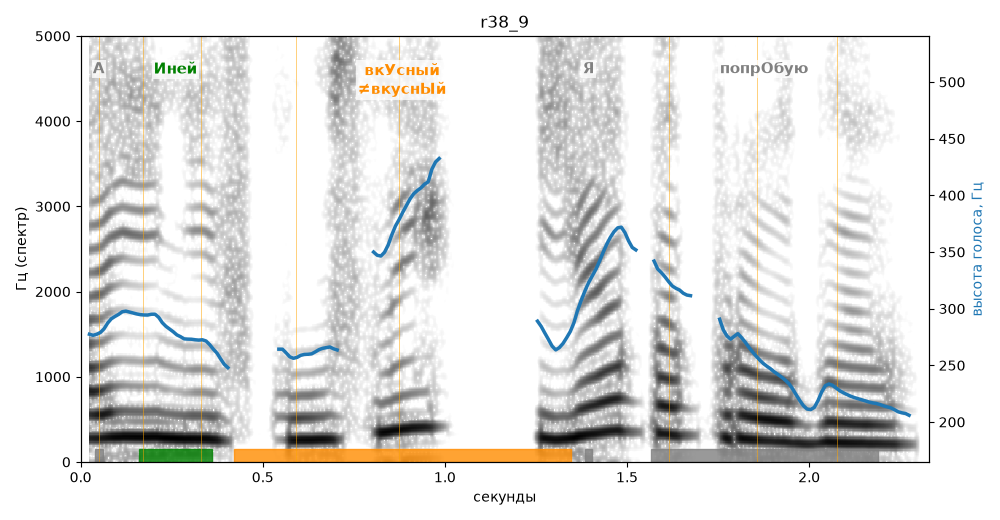 r38_9
5000
4000
3000
2000
1000
0
Гц (спектр)
А
Иней
вкУсный
≠вкуснЫй
Я
попрОбую
500
450
400
350
300
250
200
высота голоса, Гц
0.0 0.5 1.0 1.5 2.0
секунды